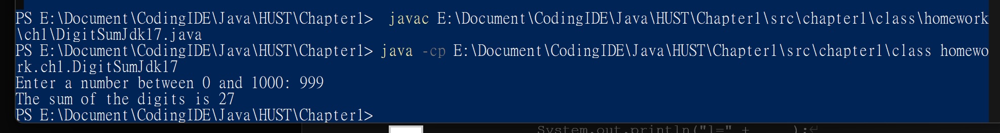 PS E:\Document\CodingIDE\Java\HUST\Chapter1>  javac E:\Document\CodingIDE\Java\HUST\Chapter1\src\chapter1\class\homework
\ch1\DigitSumJdk17.java
PS E:\Document\CodingIDE\Java\HUST\Chapter1> java -cp E:\Document\CodingIDE\Java\HUST\Chapter1\src\chapter1\class homewo
rk.ch1.DigitSumJdk17
Enter a number between 0 and 1000: 999
The sum of the digits is 27
PS E:\Document\CodingIDE\Java\HUST\Chapter1>
System.out.println("l=" + ____);↵